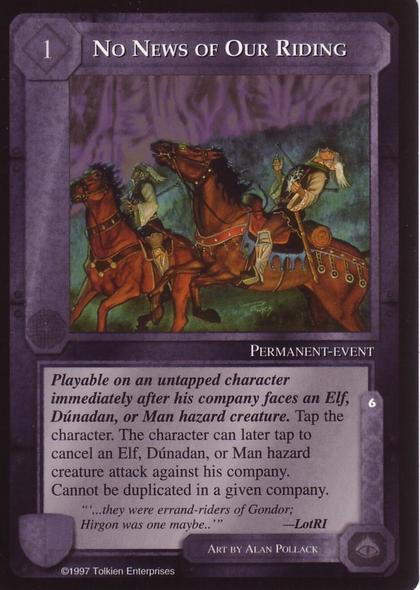 1
NO NEWS OF OUR RIDING
PERMANENT-EVENT
Playable on an untapped character
immediately after his company faces an Elf,
Dúnadan, or Man hazard creature. Tap the
character. The character can later tap to
cancel an Elf, Dúnadan, or Man hazard
creature attack against his company.
Cannot be duplicated in a given company.
6
"'...they were errand-riders of Gondor;
Hirgon was one maybe..'" —LotRI
ART BY ALAN POLLACK
©1997 Tolkien Enterprises